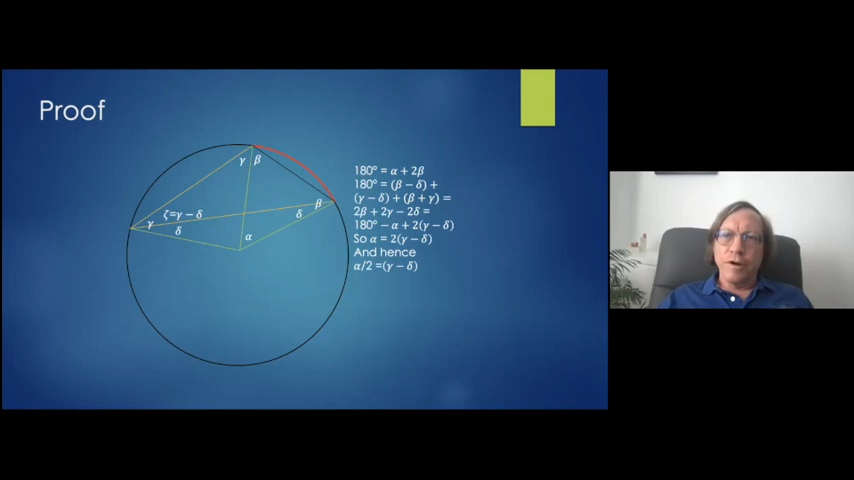 Proof
γ β
ζ=γ − δ
γ
δ
δ
β
α
180° = α + 2β
180° = (β − δ) +
(γ − δ) + (β + γ) =
2β + 2γ − 2δ =
180° − α + 2(γ − δ)
So α = 2(γ − δ)
And hence
α/2 =(γ − δ)